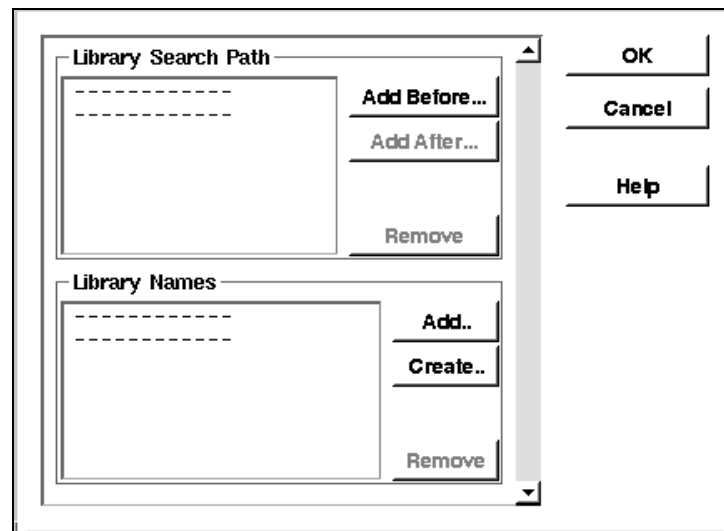 Library Search Path
- - - - - - - - - - - -
- - - - - - - - - - - -
Add Before...
Add After...
Remove
Library Names
- - - - - - - - - - - -
- - - - - - - - - - - -
Add..
Create..
Remove
OK
Cancel
Help